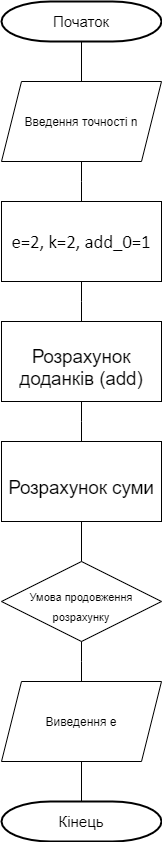 Початок
Введення точності n
e=2, k=2, add_0=1
Розрахунок
доданків (add)
Розрахунок суми
Умова продовження
розрахунку
Виведення e
Кінець